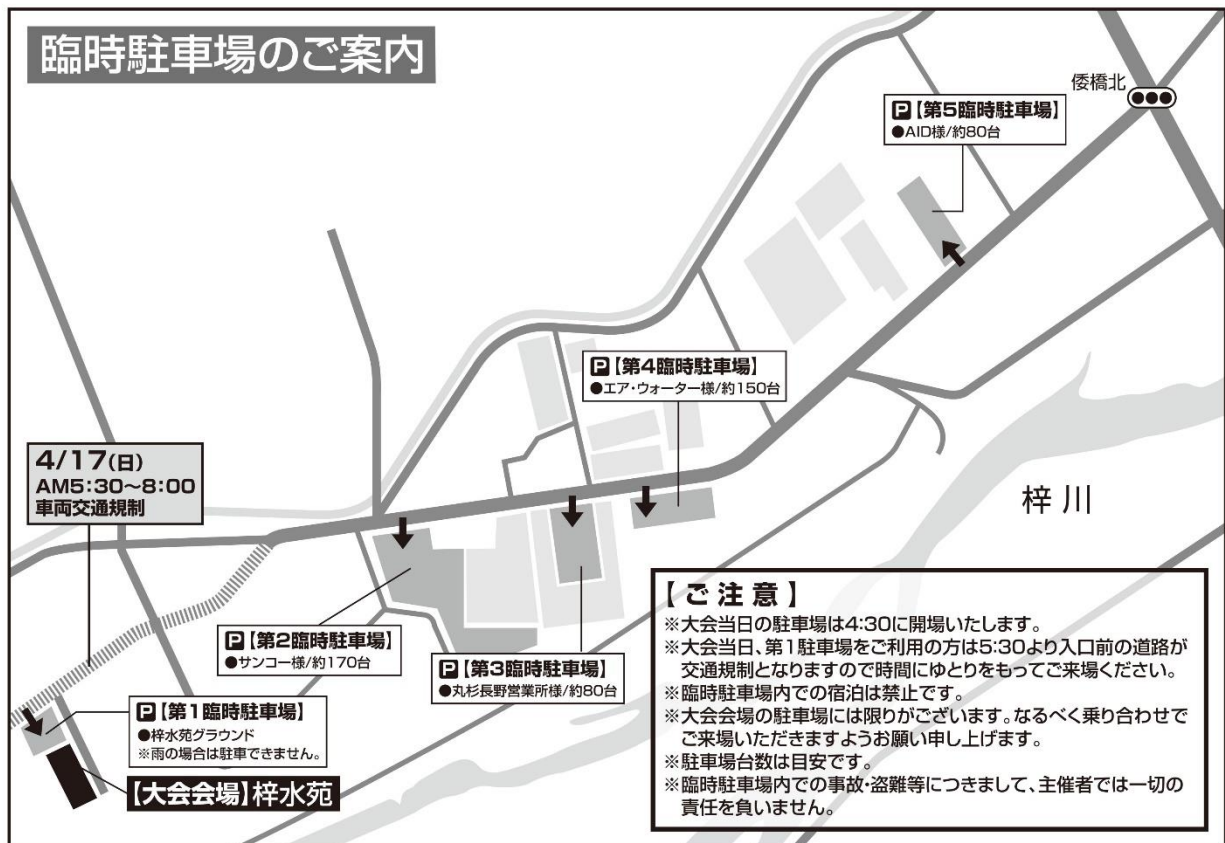 臨時駐車場のご案内
倭橋北
P【第5臨時駐車場】
●AID様/約80台
P【第4臨時駐車場】
●エア・ウォーター様/約150台
4/17(日)
AM5:30〜8:00
車両交通規制
梓川
P【第2臨時駐車場】
●サンコー様/約170台
P【第3臨時駐車場】
●丸杉長野営業所様/約80台
P【第1臨時駐車場】
●梓水苑グラウンド
※雨の場合は駐車できません。
【大会会場】梓水苑
【ご注意】
※大会当日の駐車場は4:30に開場いたします。
※大会当日、第1駐車場をご利用の方は5:30より入口前の道路が
交通規制となりますので時間にゆとりをもってご来場ください。
※臨時駐車場内での宿泊は禁止です。
※大会会場の駐車場には限りがございます。なるべく乗り合わせで
ご来場いただきますようお願い申し上げます。
※駐車場台数は目安です。
※臨時駐車場内での事故・盗難等につきまして、主催者では一切の
責任を負いません。